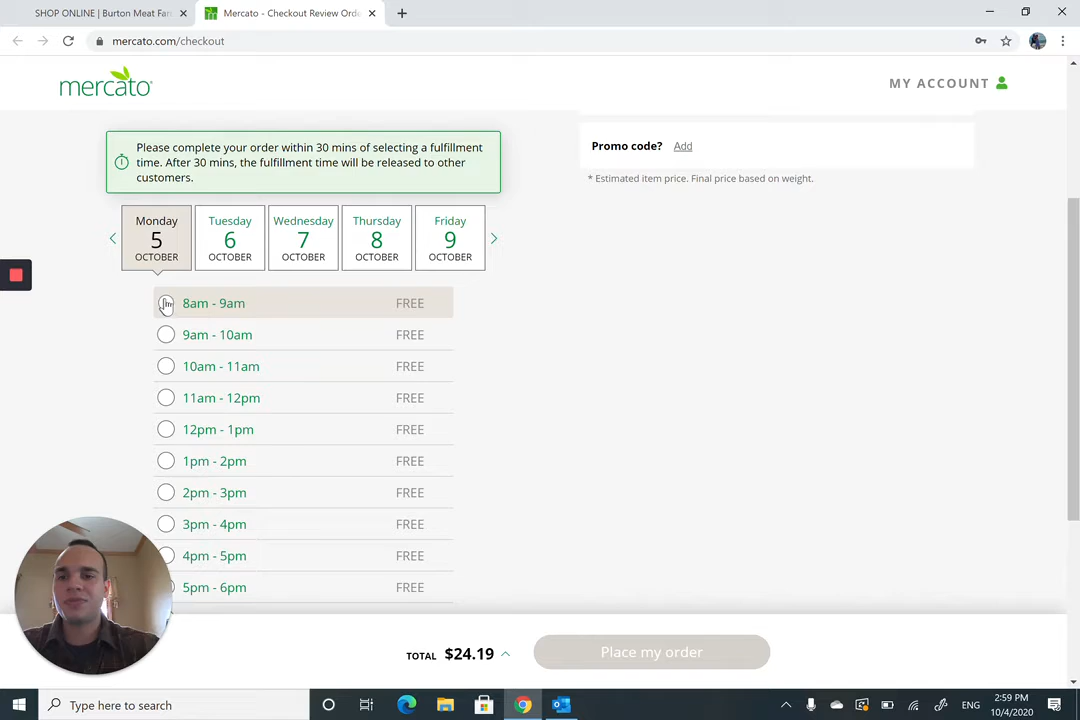 SHOP ONLINE | Burton Meat Far
Mercato - Checkout Review Orde
mercato.com/checkout
mercato
MY ACCOUNT
Please complete your order within 30 mins of selecting a fulfillment
time. After 30 mins, the fulfillment time will be released to other
customers.
Promo code? Add
* Estimated item price. Final price based on weight.
Monday
5
OCTOBER
Tuesday
6
OCTOBER
Wednesday
7
OCTOBER
Thursday
8
OCTOBER
Friday
9
OCTOBER
8am - 9am FREE
9am - 10am FREE
10am - 11am FREE
11am - 12pm FREE
12pm - 1pm FREE
1pm - 2pm FREE
2pm - 3pm FREE
3pm - 4pm FREE
4pm - 5pm FREE
5pm - 6pm FREE
TOTAL $24.19
Place my order
Type here to search
ENG
2:59 PM
10/4/2020